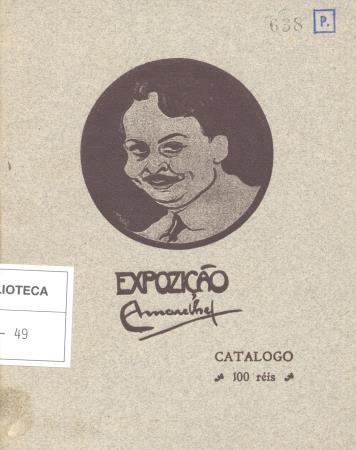 638 P.
EXPOZIÇÃO
Amarelhe
CATALOGO
100 réis
LIOTECA
- 49